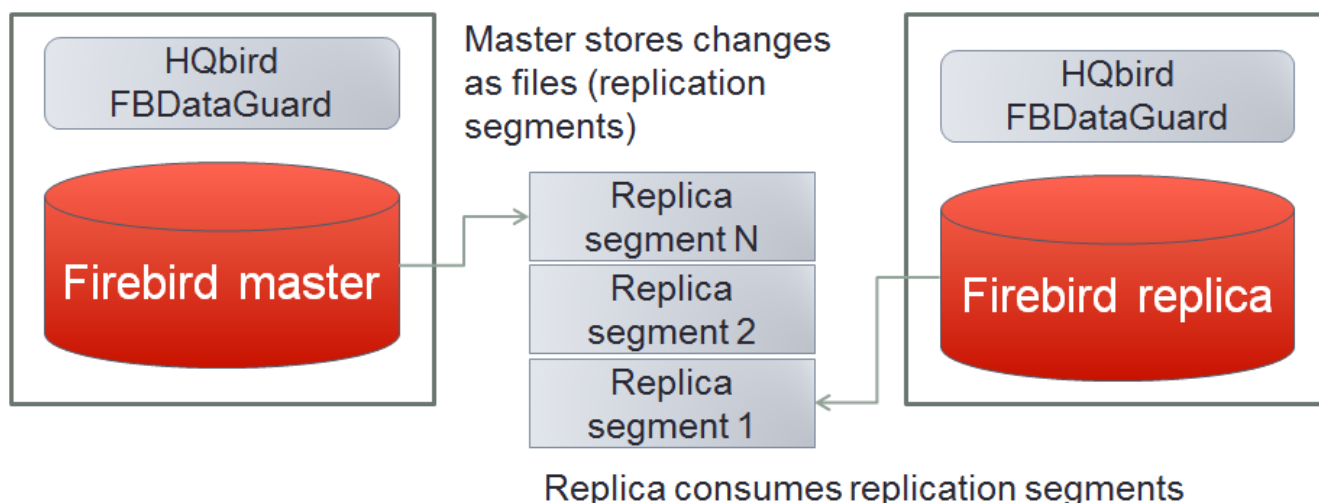 HQbird
FBDataGuard
Firebird master
Master stores changes
as files (replication
segments)
Replica
segment N
Replica
segment 2
Replica
segment 1
HQbird
FBDataGuard
Firebird replica
Replica consumes replication segments